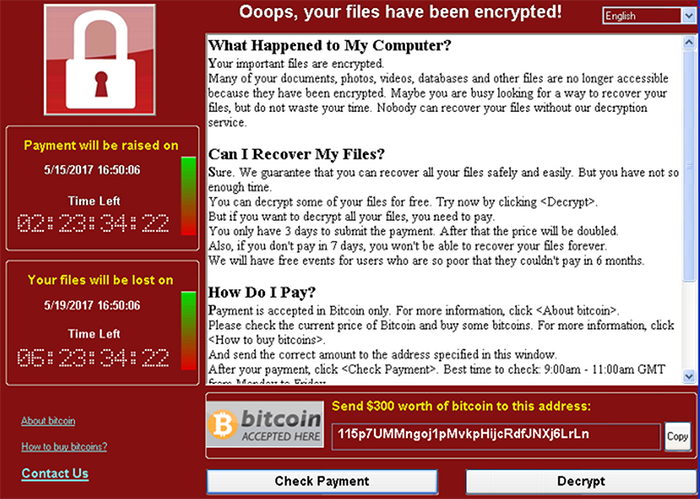 Ooops, your files have been encrypted!
English
What Happened to My Computer?
Your important files are encrypted.
Many of your documents, photos, videos, databases and other files are no longer accessible
because they have been encrypted. Maybe you are busy looking for a way to recover your
files, but do not waste your time. Nobody can recover your files without our decryption
service.
Can I Recover My Files?
Sure. We guarantee that you can recover all your files safely and easily. But you have not so
enough time.
You can decrypt some of your files for free. Try now by clicking <Decrypt>.
But if you want to decrypt all your files, you need to pay.
You only have 3 days to submit the payment. After that the price will be doubled.
Also, if you don't pay in 7 days, you won't be able to recover your files forever.
We will have free events for users who are so poor that they couldn't pay in 6 months.
How Do I Pay?
Payment is accepted in Bitcoin only. For more information, click <About bitcoin>.
Please check the current price of Bitcoin and buy some bitcoins. For more information, click
<How to buy bitcoins>.
And send the correct amount to the address specified in this window.
After your payment, click <Check Payment>. Best time to check: 9:00am - 11:00am GMT
from Monday to Friday.
Payment will be raised on
5/15/2017 16:50:06
Time Left
02:23:34:22
Your files will be lost on
5/19/2017 16:50:06
Time Left
06:23:34:22
About bitcoin
How to buy bitcoins?
Contact Us
bitcoin
ACCEPTED HERE
Send $300 worth of bitcoin to this address:
115p7UMMngoj1pMvkpHijcRdfJNXj6LrLn
Copy
Check Payment
Decrypt